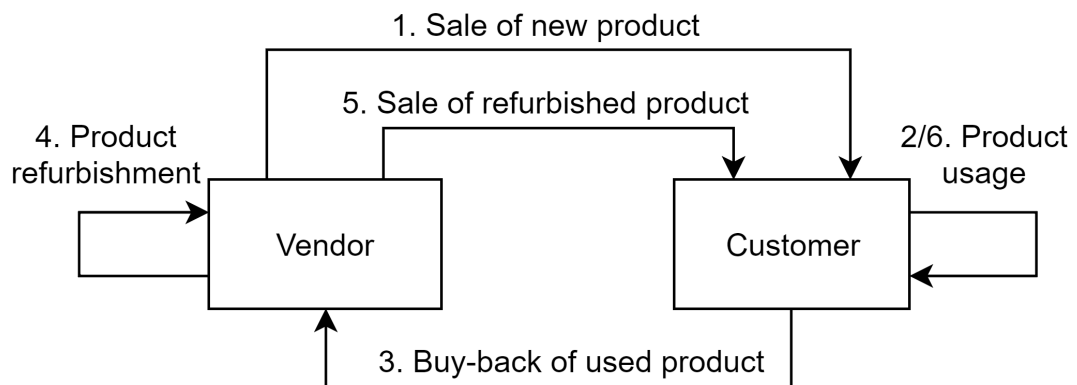 1. Sale of new product
5. Sale of refurbished product
4. Product
refurbishment
2/6. Product
usage
Vendor
Customer
3. Buy-back of used product